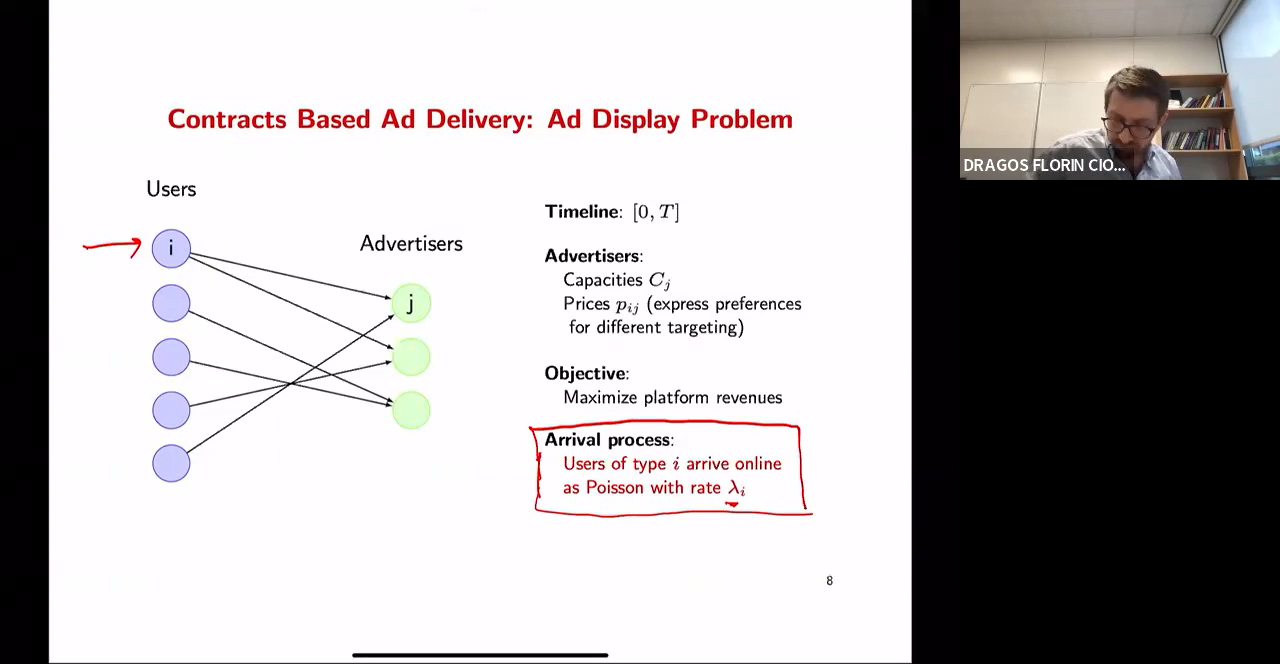 Contracts Based Ad Delivery: Ad Display Problem
Users
i
Advertisers
j
Timeline: [0, T]
Advertisers:
Capacities C_j
Prices p_ij (express preferences
for different targeting)
Objective:
Maximize platform revenues
Arrival process:
Users of type i arrive online
as Poisson with rate λ_i
8
DRAGOS FLORIN CIO...